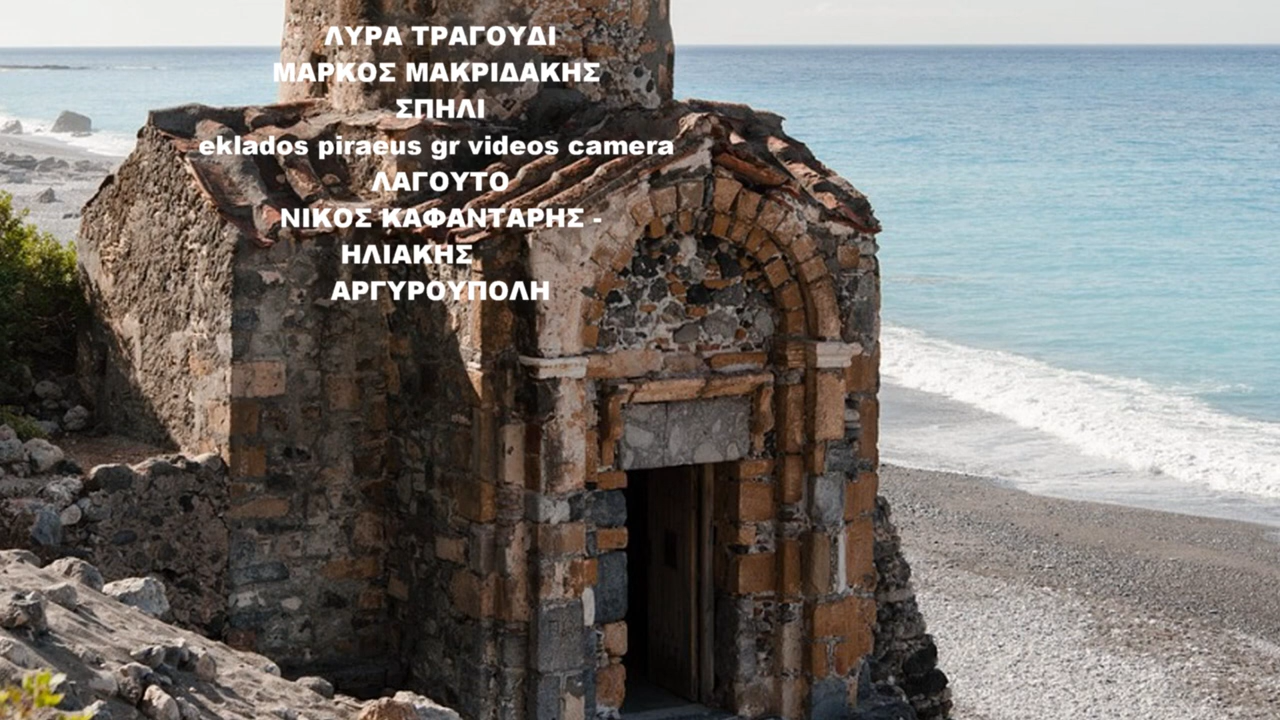 ΛΥΡΑ ΤΡΑΓΟΥΔΙ
ΜΑΡΚΟΣ ΜΑΚΡΙΔΑΚΗΣ
ΣΠΗΛΙ
eklados piraeus gr videos camera
ΛΑΓΟΥΤΟ
ΝΙΚΟΣ ΚΑΦΑΝΤΑΡΗΣ -
ΗΛΙΑΚΗΣ
ΑΡΓΥΡΟΥΠΟΛΗ